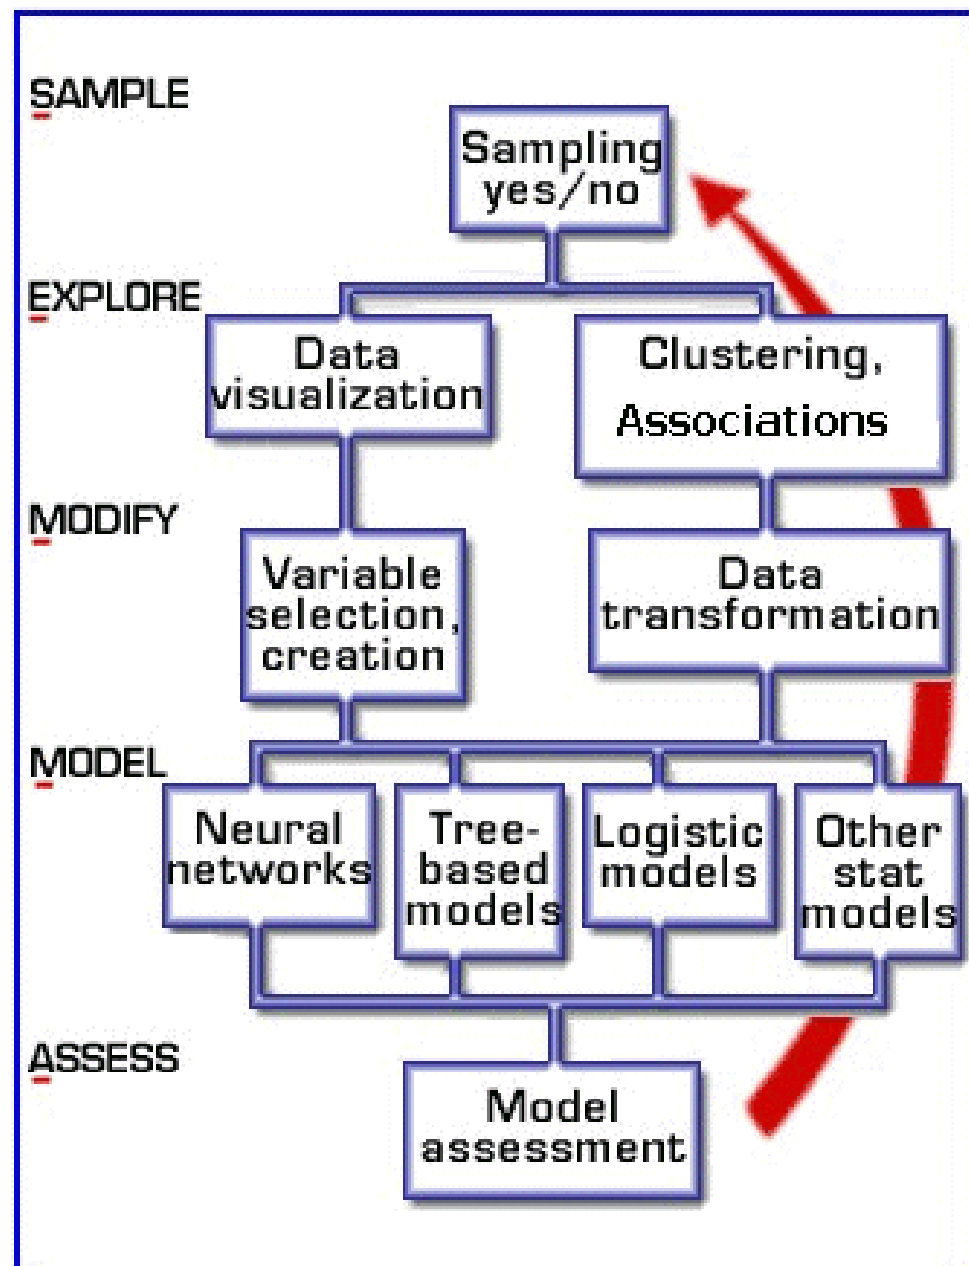 SAMPLE
Sampling
yes/no
EXPLORE
Data
visualization
Clustering,
Associations
MODIFY
Variable
selection,
creation
Data
transformation
MODEL
Neural
networks
Tree-
based
models
Logistic
models
Other
stat
models
ASSESS
Model
assessment